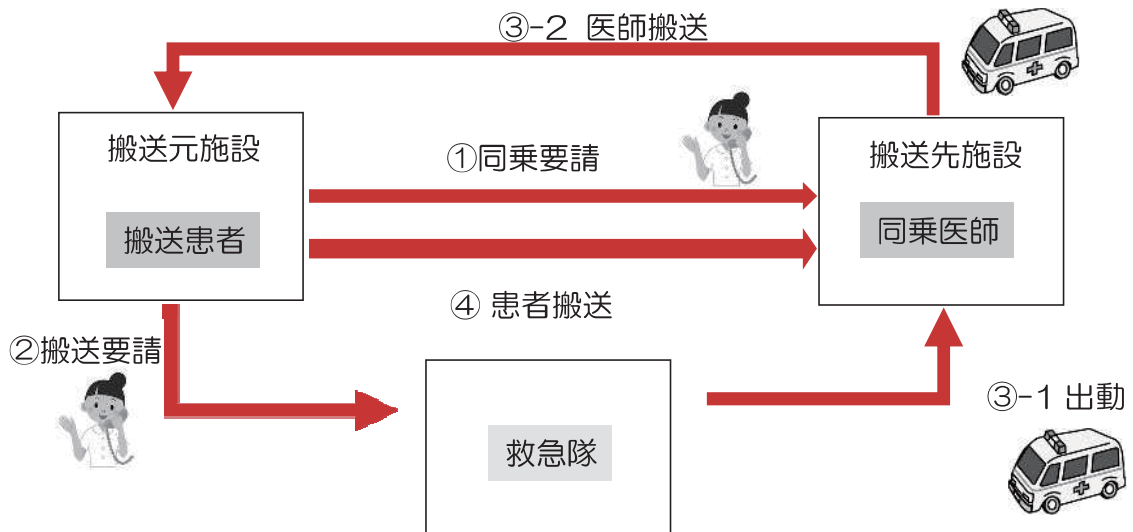 ③-2 医師搬送
搬送元施設
搬送患者
①同乗要請
搬送先施設
同乗医師
④ 患者搬送
②搬送要請
救急隊
③-1 出動